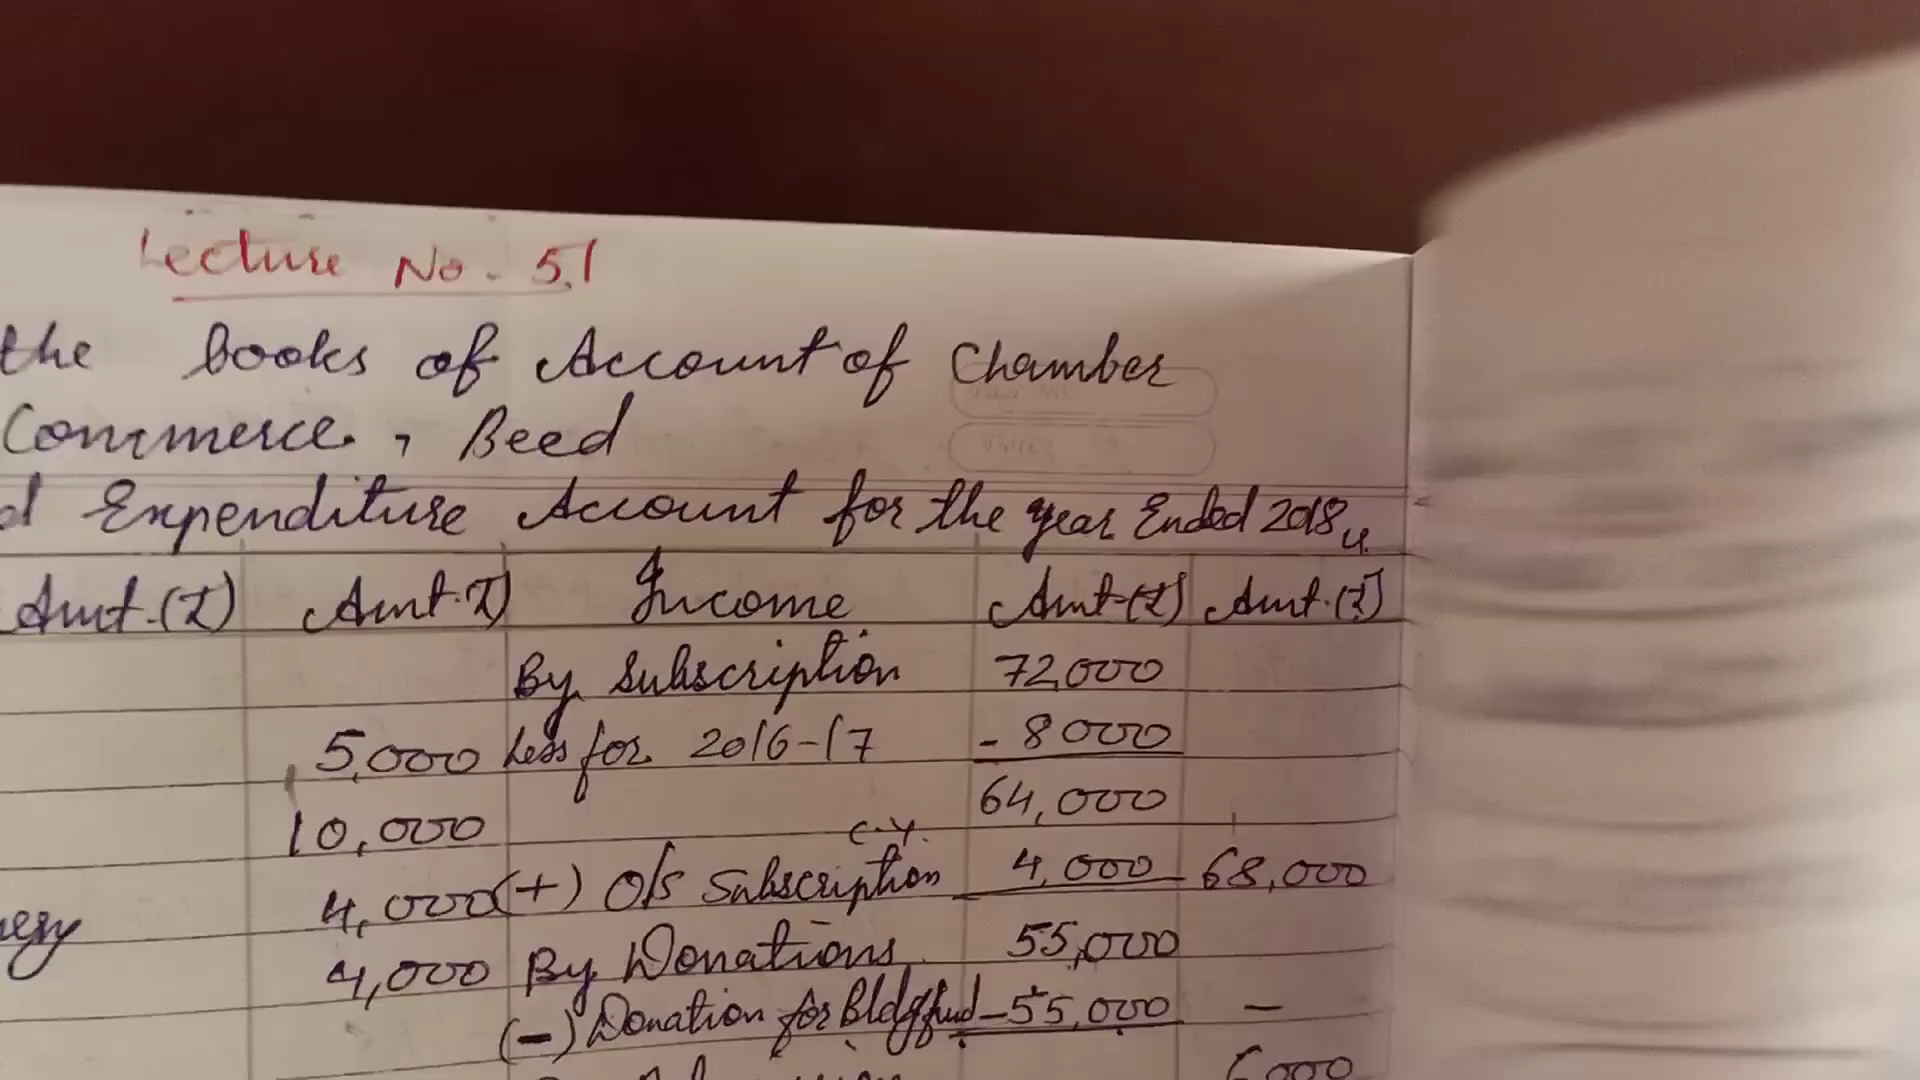 Lecture No. 51
the books of Account of Chamber
Commerce, Beed
d Expenditure Account for the year Ended 2018
Amt.(₹) Amt.₹) Income Amt(₹) Amt.(₹)
By Subscription 72,000
5,000 Less for 2016-17 - 8000
64,000
10,000 C.Y.
4,000 (+) O/s Subscription 4,000 68,000
4,000 By Donations 55,000
(-) Donation for Bldg fud - 55,000 -
6000